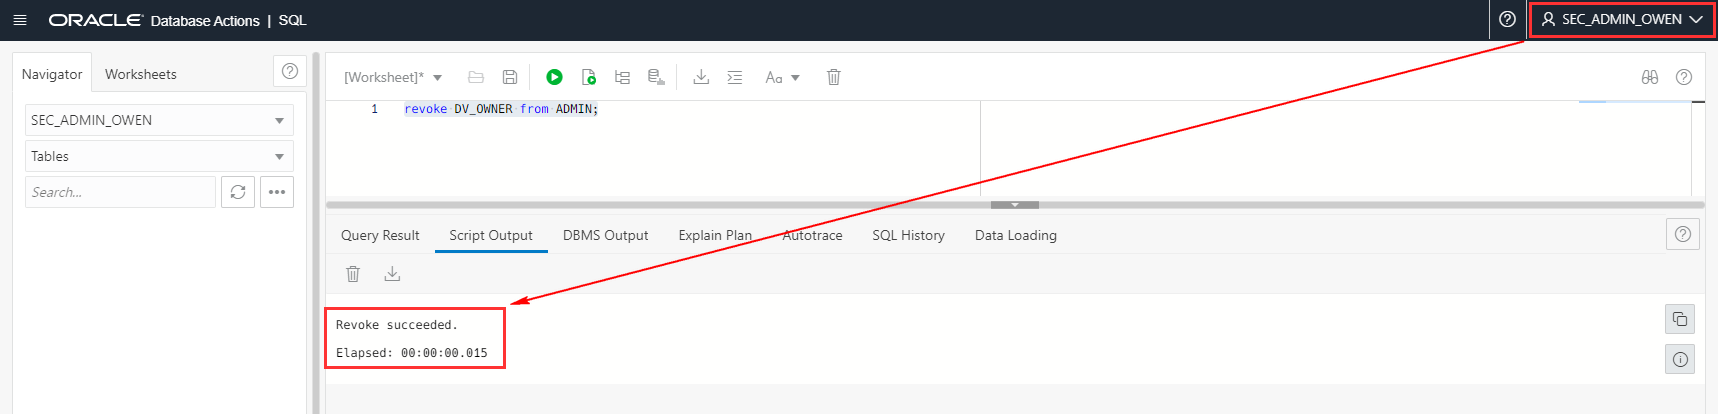 ORACLE Database Actions | SQL
SEC_ADMIN_OWEN
Navigator
Worksheets
SEC_ADMIN_OWEN
Tables
Search...
[Worksheet]*
Aa
1 revoke DV_OWNER from ADMIN;
Query Result
Script Output
DBMS Output
Explain Plan
Autotrace
SQL History
Data Loading
Revoke succeeded.
Elapsed: 00:00:00.015